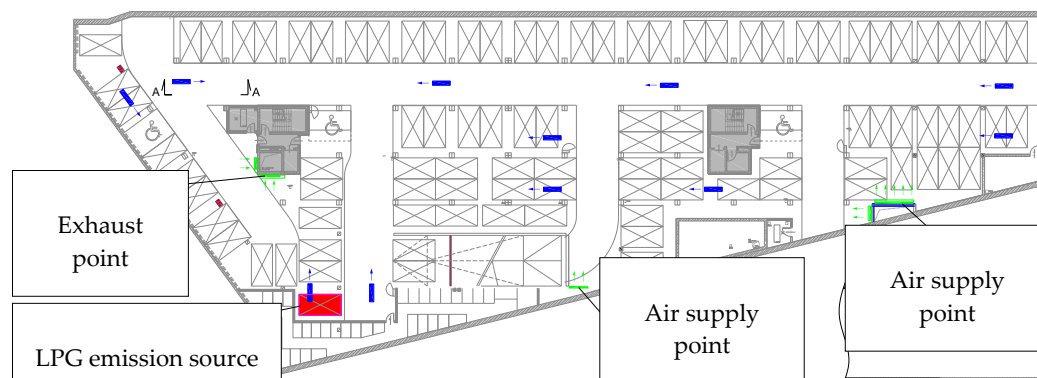 A
A
Exhaust
point
Air supply
point
Air supply
point
LPG emission source